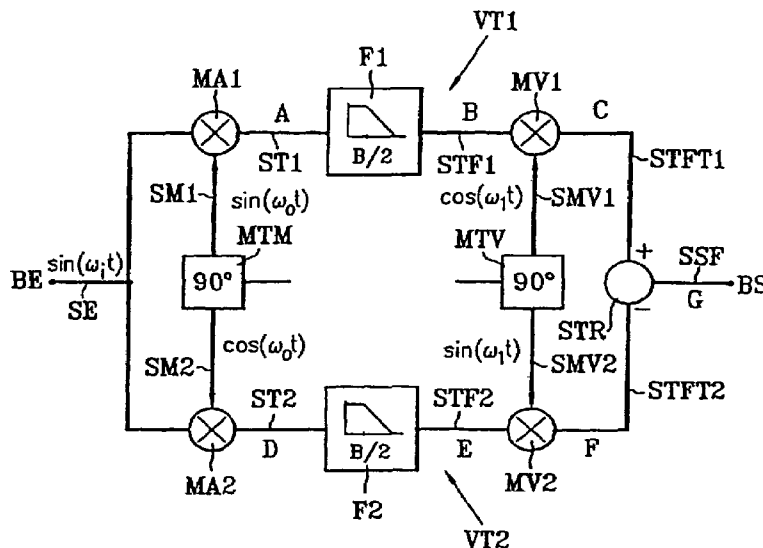 VT1
F1
MA1
MV1
A
B
C
B/2
ST1
STF1
STFT1
SM1
sin(ω₀t)
cos(ω₁t)
SMV1
MTM
MTV
+
SSF
sin(ωᵢt)
BE
90°
90°
BS
SE
G
−
STR
cos(ω₀t)
sin(ω₁t)
SM2
SMV2
ST2
STF2
STFT2
D
B/2
E
F
MA2
MV2
F2
VT2